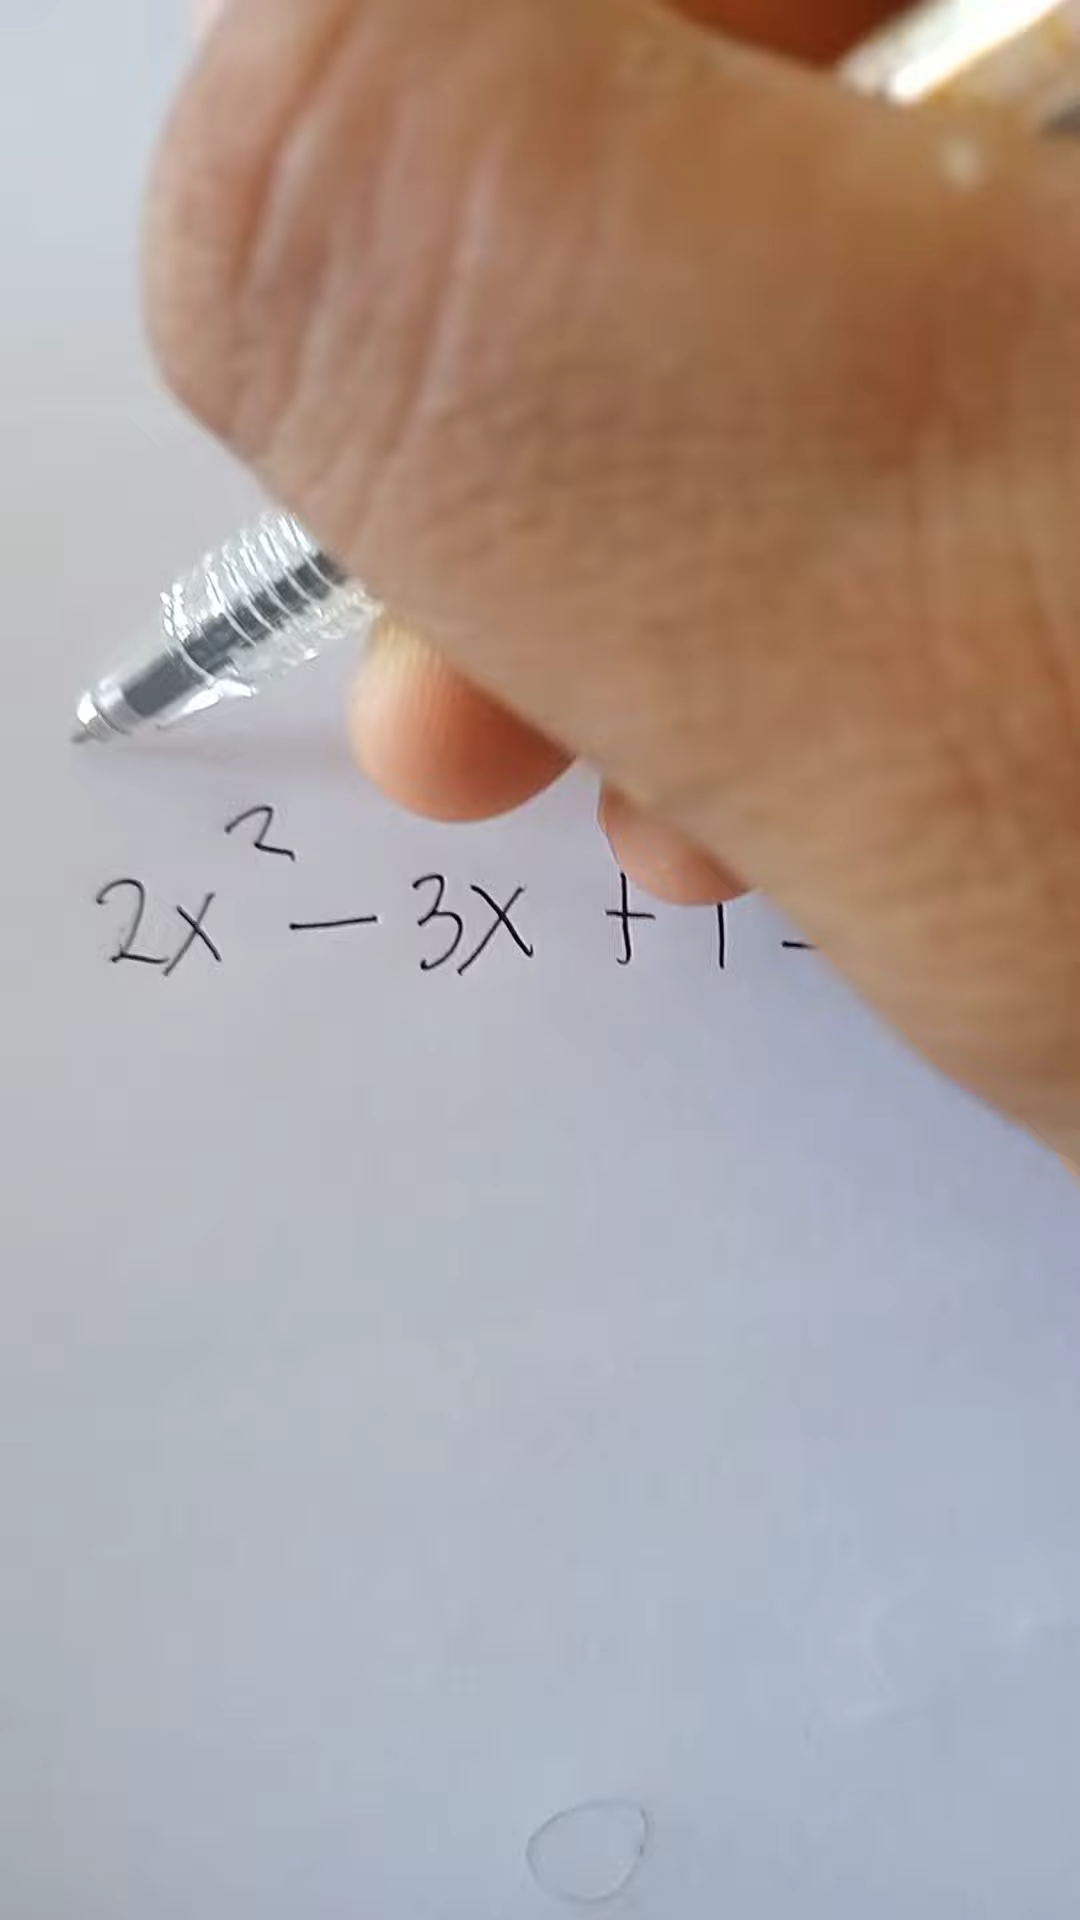 2x² - 3x + 1